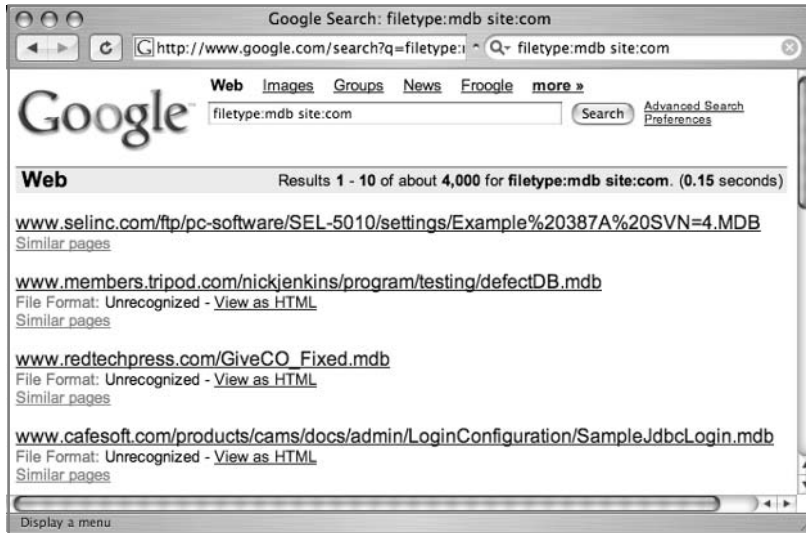 Google Search: filetype:mdb site:com
G http://www.google.com/search?q=filetype: filetype:mdb site:com
Web Images Groups News Froogle more »
Google
filetype:mdb site:com Search Advanced Search
Preferences
Web Results 1 - 10 of about 4,000 for filetype:mdb site:com. (0.15 seconds)
www.selinc.com/ftp/pc-software/SEL-5010/settings/Example%20387A%20SVN=4.MDB
Similar pages
www.members.tripod.com/nickjenkins/program/testing/defectDB.mdb
File Format: Unrecognized - View as HTML
Similar pages
www.redtechpress.com/GiveCO_Fixed.mdb
File Format: Unrecognized - View as HTML
Similar pages
www.cafesoft.com/products/cams/docs/admin/LoginConfiguration/SampleJdbcLogin.mdb
File Format: Unrecognized - View as HTML
Similar pages
Display a menu